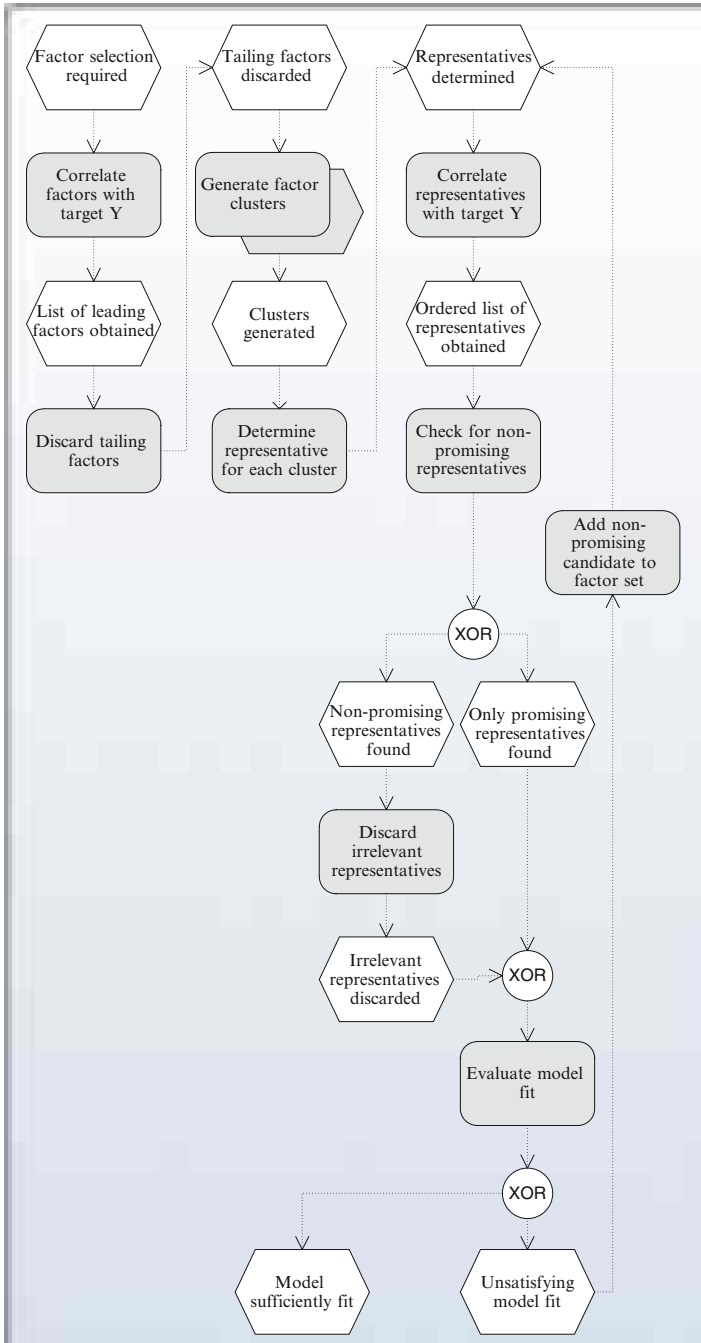 Factor selection
required
Correlate
factors with
target Y
List of leading
factors obtained
Discard tailing
factors
Tailing factors
discarded
Generate factor
clusters
Clusters
generated
Determine
representative
for each cluster
Representatives
determined
Correlate
representatives
with target Y
Ordered list of
representatives
obtained
Check for non-
promising
representatives
Add non-
promising
candidate to
factor set
XOR
Non-promising
representatives
found
Only promising
representatives
found
Discard
irrelevant
representatives
Irrelevant
representatives
discarded
XOR
Evaluate model
fit
XOR
Model
sufficiently fit
Unsatisfying
model fit